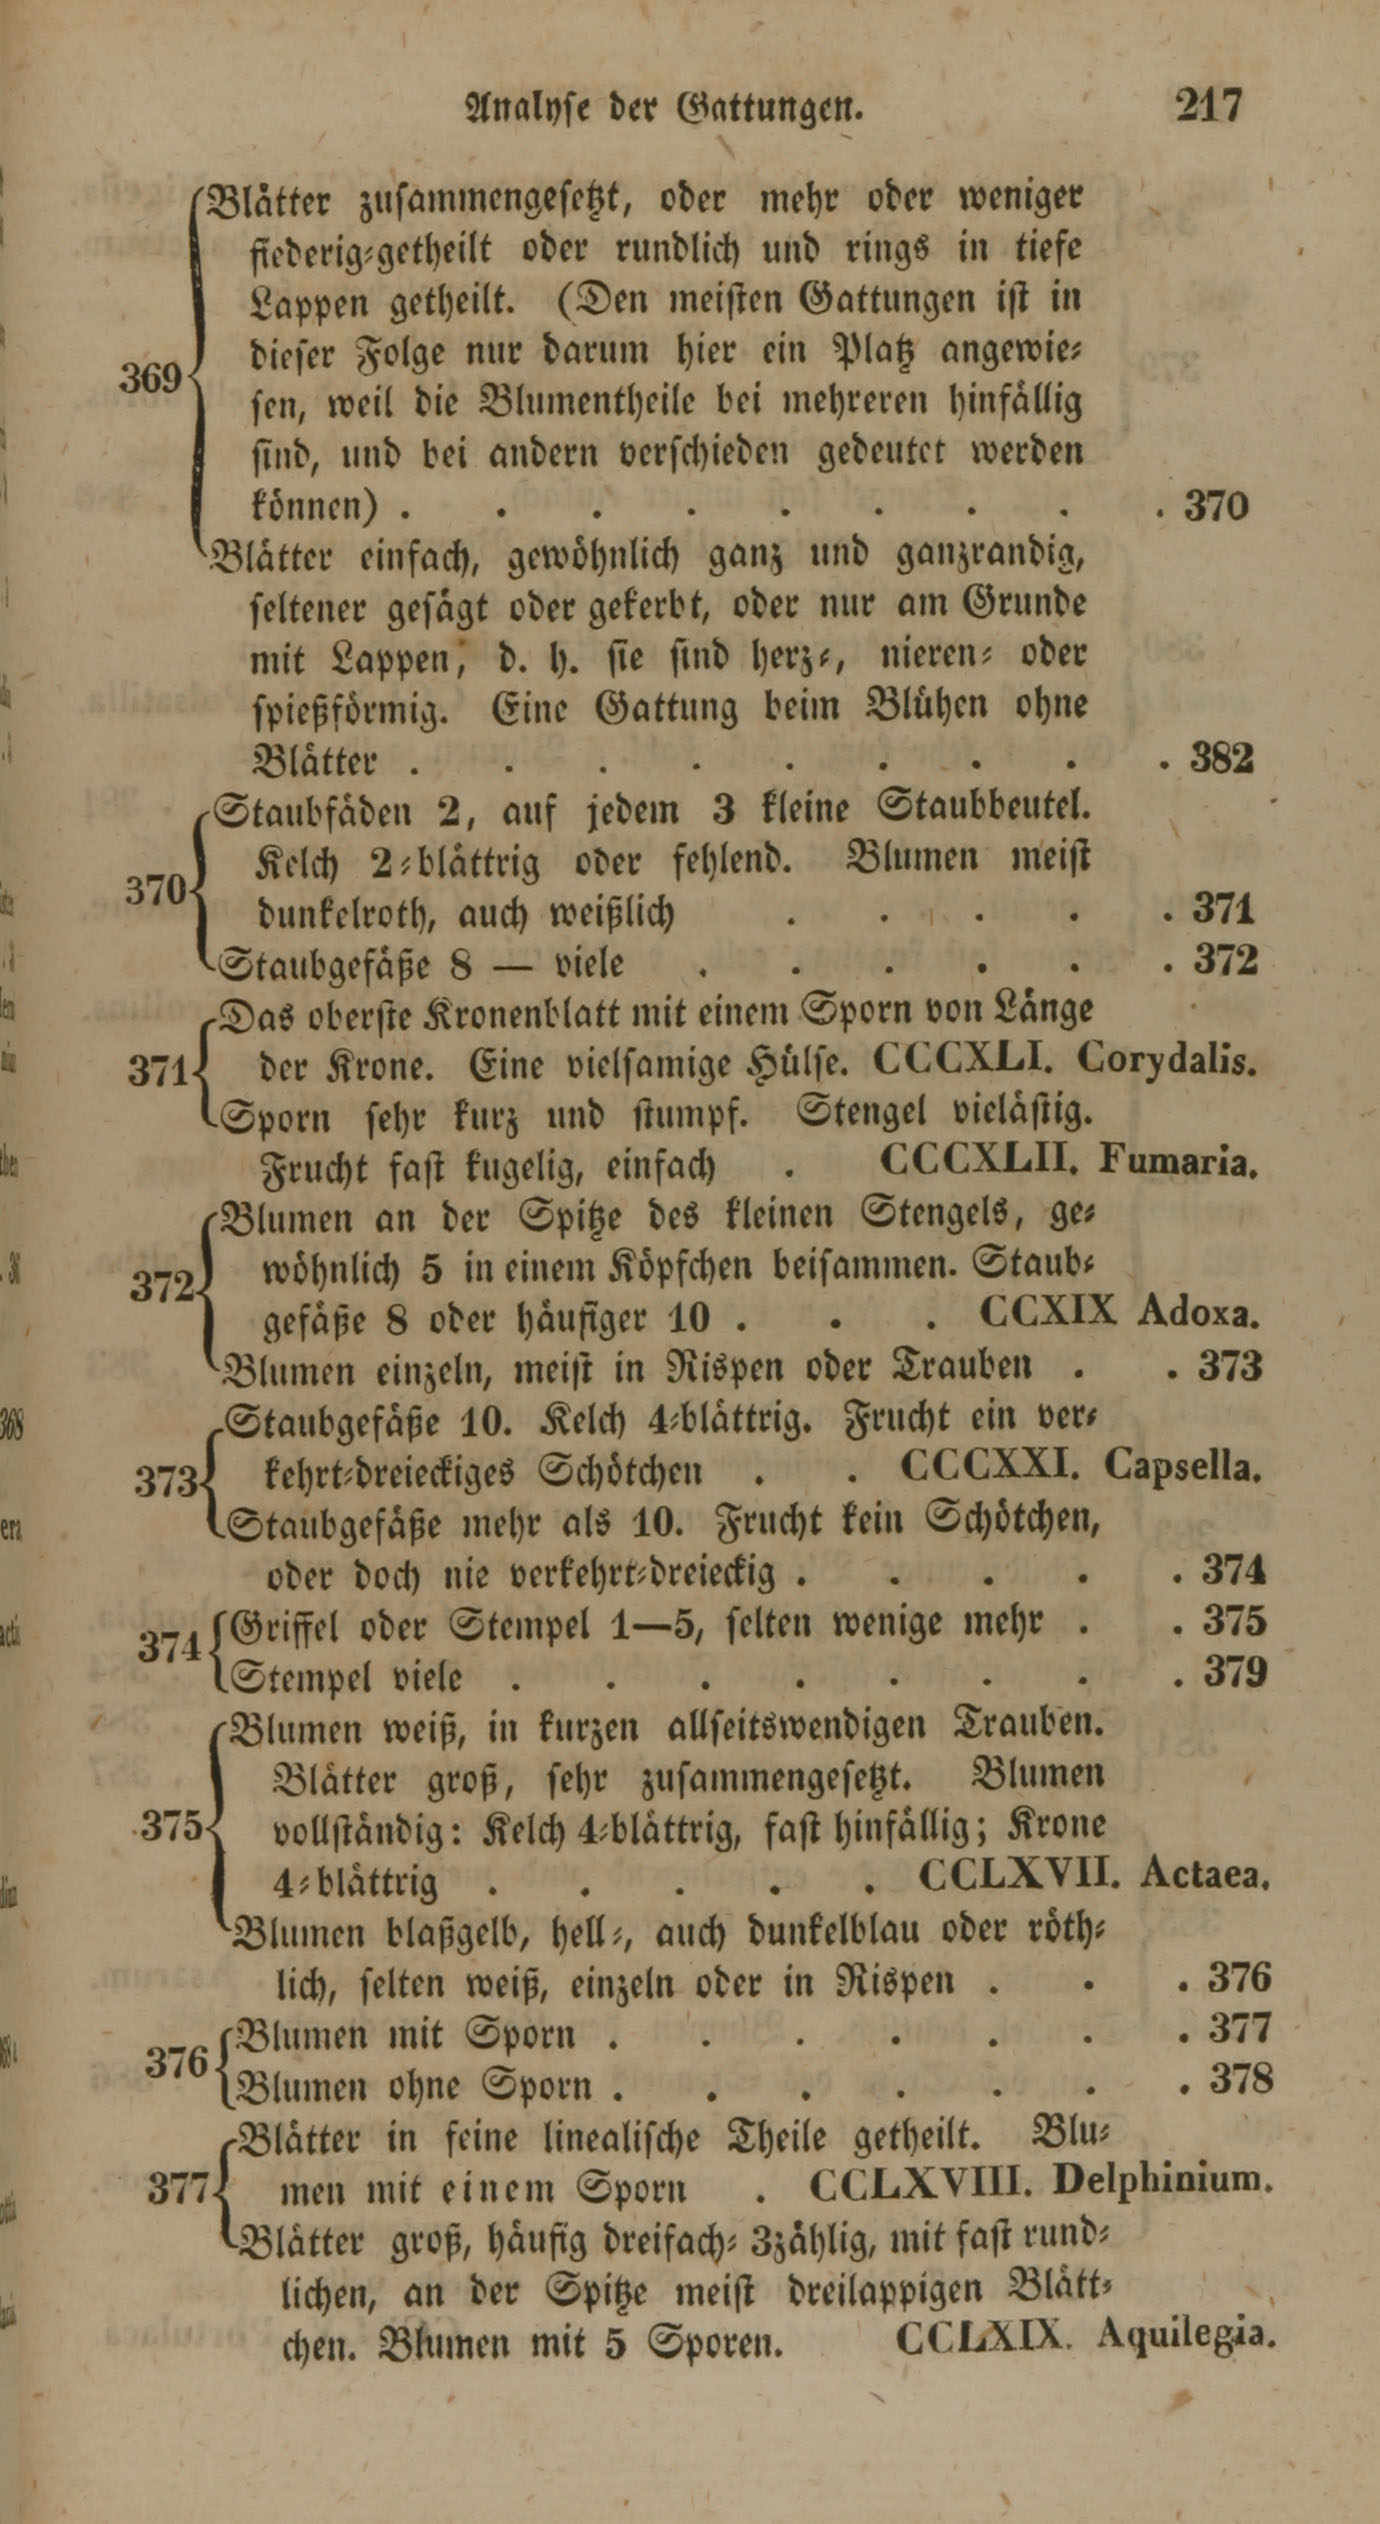 Analyse der Gattungen. 217
Blätter zusammengesetzt, oder mehr oder weniger
fiederig-getheilt oder rundlich und rings in tiefe
Lappen getheilt. (Den meisten Gattungen ist in
dieser Folge nur darum hier ein Platz angewie-
369 sen, weil die Blumentheile bei mehreren hinfällig
sind, und bei andern verschieden gedeutet werden
können) . . . . . . . . . 370
Blätter einfach, gewöhnlich ganz und ganzrandig,
seltener gesägt oder gekerbt, oder nur am Grunde
mit Lappen, d. h. sie sind herz-, nieren- oder
spießförmig. Eine Gattung beim Blühen ohne
Blätter . . . . . . . . . 382
Staubfäden 2, auf jedem 3 kleine Staubbeutel.
Kelch 2-blättrig oder fehlend. Blumen meist
370 dunkelroth, auch weißlich . . . . . 371
Staubgefäße 8 — viele . . . . . . 372
Das oberste Kronenblatt mit einem Sporn von Länge
371 der Krone. Eine vielsamige Hülse. CCCXLI. Corydalis.
Sporn sehr kurz und stumpf. Stengel vielästig.
Frucht fast kugelig, einfach . CCCXLII. Fumaria.
Blumen an der Spitze des kleinen Stengels, ge-
372 wöhnlich 5 in einem Köpfchen beisammen. Staub-
gefäße 8 oder häufiger 10 . . . CCXIX Adoxa.
Blumen einzeln, meist in Rispen oder Trauben . . 373
Staubgefäße 10. Kelch 4-blättrig. Frucht ein ver-
373 kehrt-dreieckiges Schötchen . . CCCXXI. Capsella.
Staubgefäße mehr als 10. Frucht kein Schötchen,
oder doch nie verkehrt-dreieckig . . . . . 374
374 Griffel oder Stempel 1—5, selten wenige mehr . . 375
Stempel viele . . . . . . . . 379
Blumen weiß, in kurzen allseitswendigen Trauben.
Blätter groß, sehr zusammengesetzt. Blumen
375 vollständig: Kelch 4-blättrig, fast hinfällig; Krone
4-blättrig . . . . . CCLXVII. Actaea.
Blumen blaßgelb, hell-, auch dunkelblau oder röth-
lich, selten weiß, einzeln oder in Rispen . . . 376
376 Blumen mit Sporn . . . . . . . 377
Blumen ohne Sporn . . . . . . . 378
Blätter in feine linealische Theile getheilt. Blu-
377 men mit einem Sporn . CCLXVIII. Delphinium.
Blätter groß, häufig dreifach- 3zählig, mit fast rund-
lichen, an der Spitze meist dreilappigen Blätt-
chen. Blumen mit 5 Sporen. CCLXIX. Aquilegia.